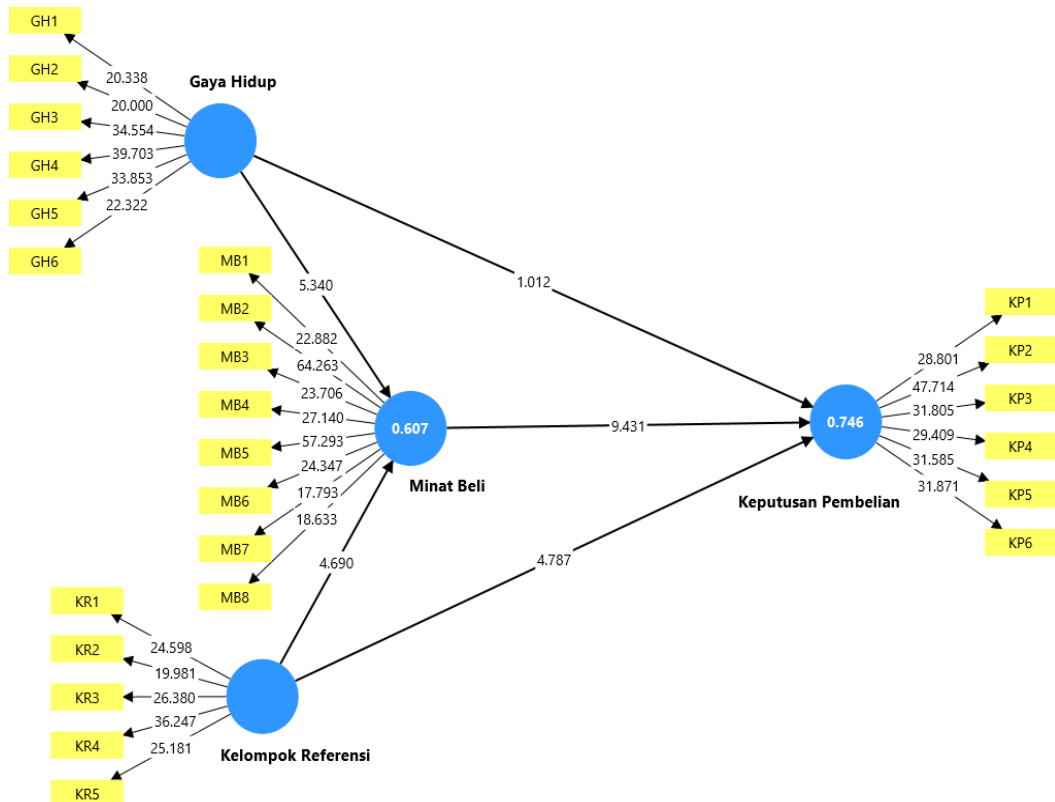 GH1
GH2
GH3
GH4
GH5
GH6
20.338
20.000
34.554
39.703
33.853
22.322
Gaya Hidup
5.340
1.012
MB1
MB2
MB3
MB4
MB5
MB6
MB7
MB8
22.882
64.263
23.706
27.140
57.293
24.347
17.793
18.633
0.607
Minat Beli
9.431
4.690
4.787
0.746
Keputusan Pembelian
28.801
47.714
31.805
29.409
31.585
31.871
KP1
KP2
KP3
KP4
KP5
KP6
KR1
KR2
KR3
KR4
KR5
24.598
19.981
26.380
36.247
25.181
Kelompok Referensi